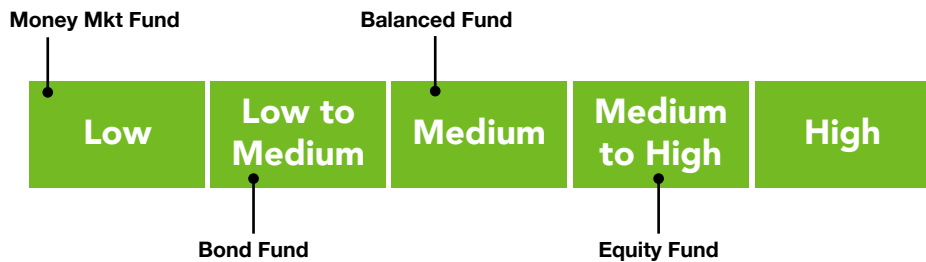 Money Mkt Fund
Balanced Fund
Low
Low to
Medium
Medium
Medium
to High
High
Bond Fund
Equity Fund